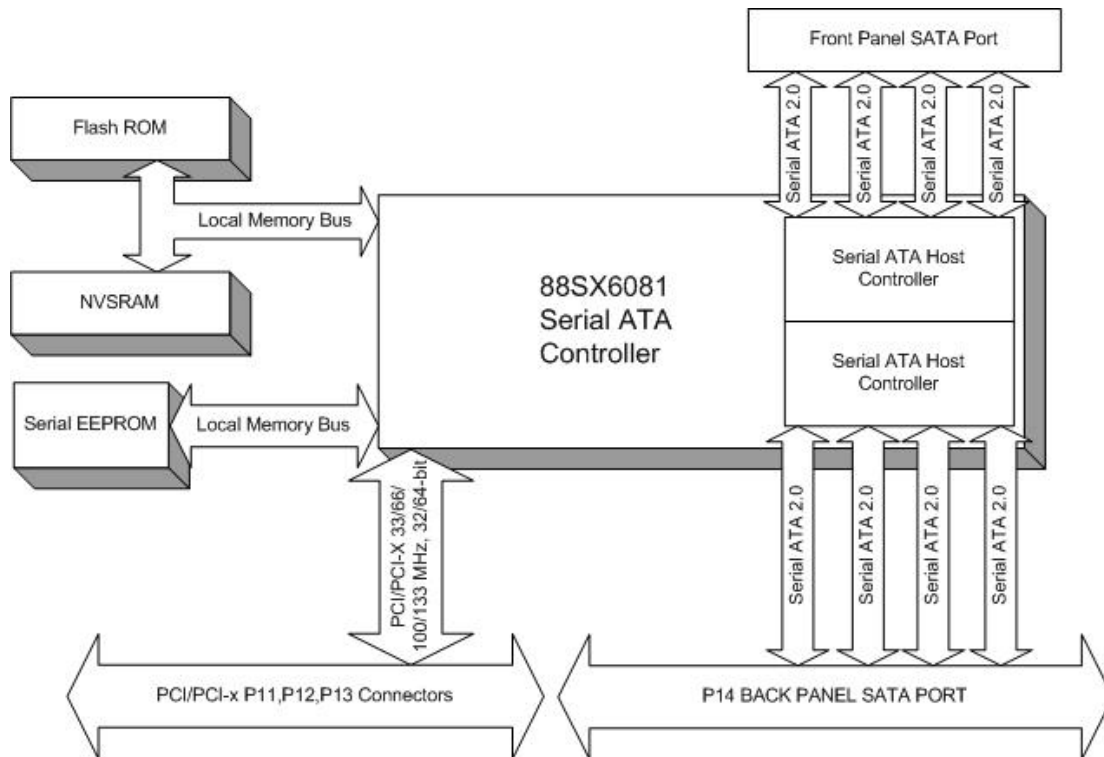 Front Panel SATA Port
Serial ATA 2.0
Serial ATA 2.0
Serial ATA 2.0
Serial ATA 2.0
Flash ROM
Local Memory Bus
NVSRAM
88SX6081
Serial ATA
Controller
Serial ATA Host
Controller
Serial ATA Host
Controller
Serial EEPROM
Local Memory Bus
PCI/PCI-X 33/66/
100/133 MHz, 32/64-bit
Serial ATA 2.0
Serial ATA 2.0
Serial ATA 2.0
Serial ATA 2.0
PCI/PCI-x P11,P12,P13 Connectors
P14 BACK PANEL SATA PORT